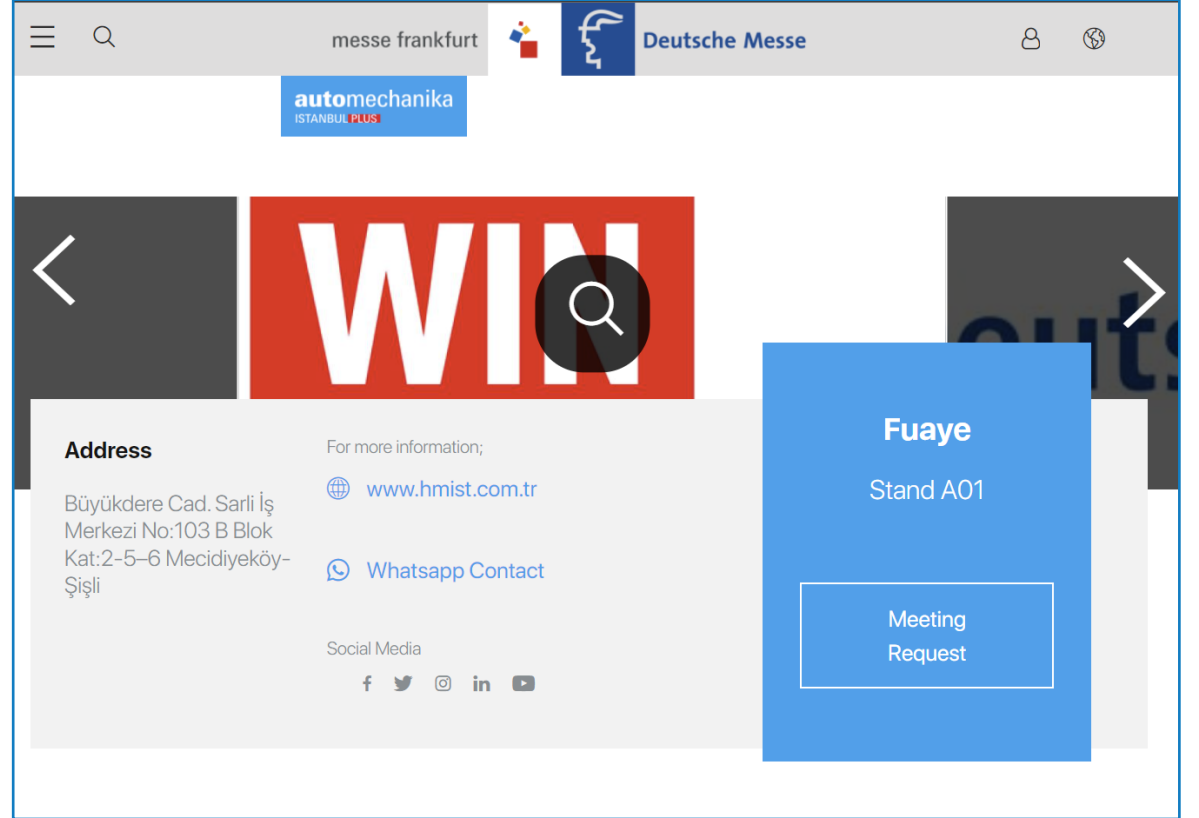 messe frankfurt
Deutsche Messe
automechanika
ISTANBUL PLUS
WIN
euts
Address
Büyükdere Cad. Sarli İş
Merkezi No:103 B Blok
Kat:2-5–6 Mecidiyeköy-
Şişli
For more information;
www.hmist.com.tr
Whatsapp Contact
Social Media
Fuaye
Stand A01
Meeting
Request